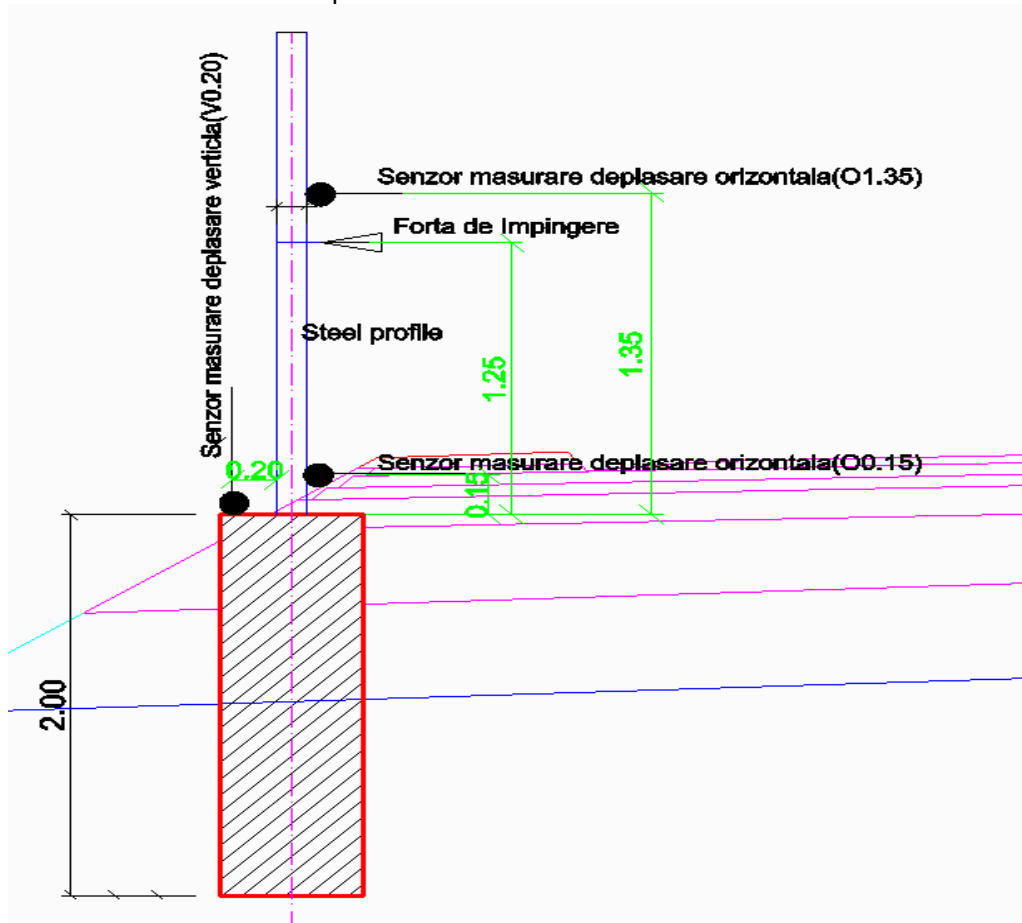 Senzor masurare deplasare verticla(V0.20)
Senzor masurare deplasare orizontala(O1.35)
Forta de Impingere
Steel profile
1.25
1.35
0.20
Senzor masurare deplasare orizontala(O0.15)
0.15
2.00